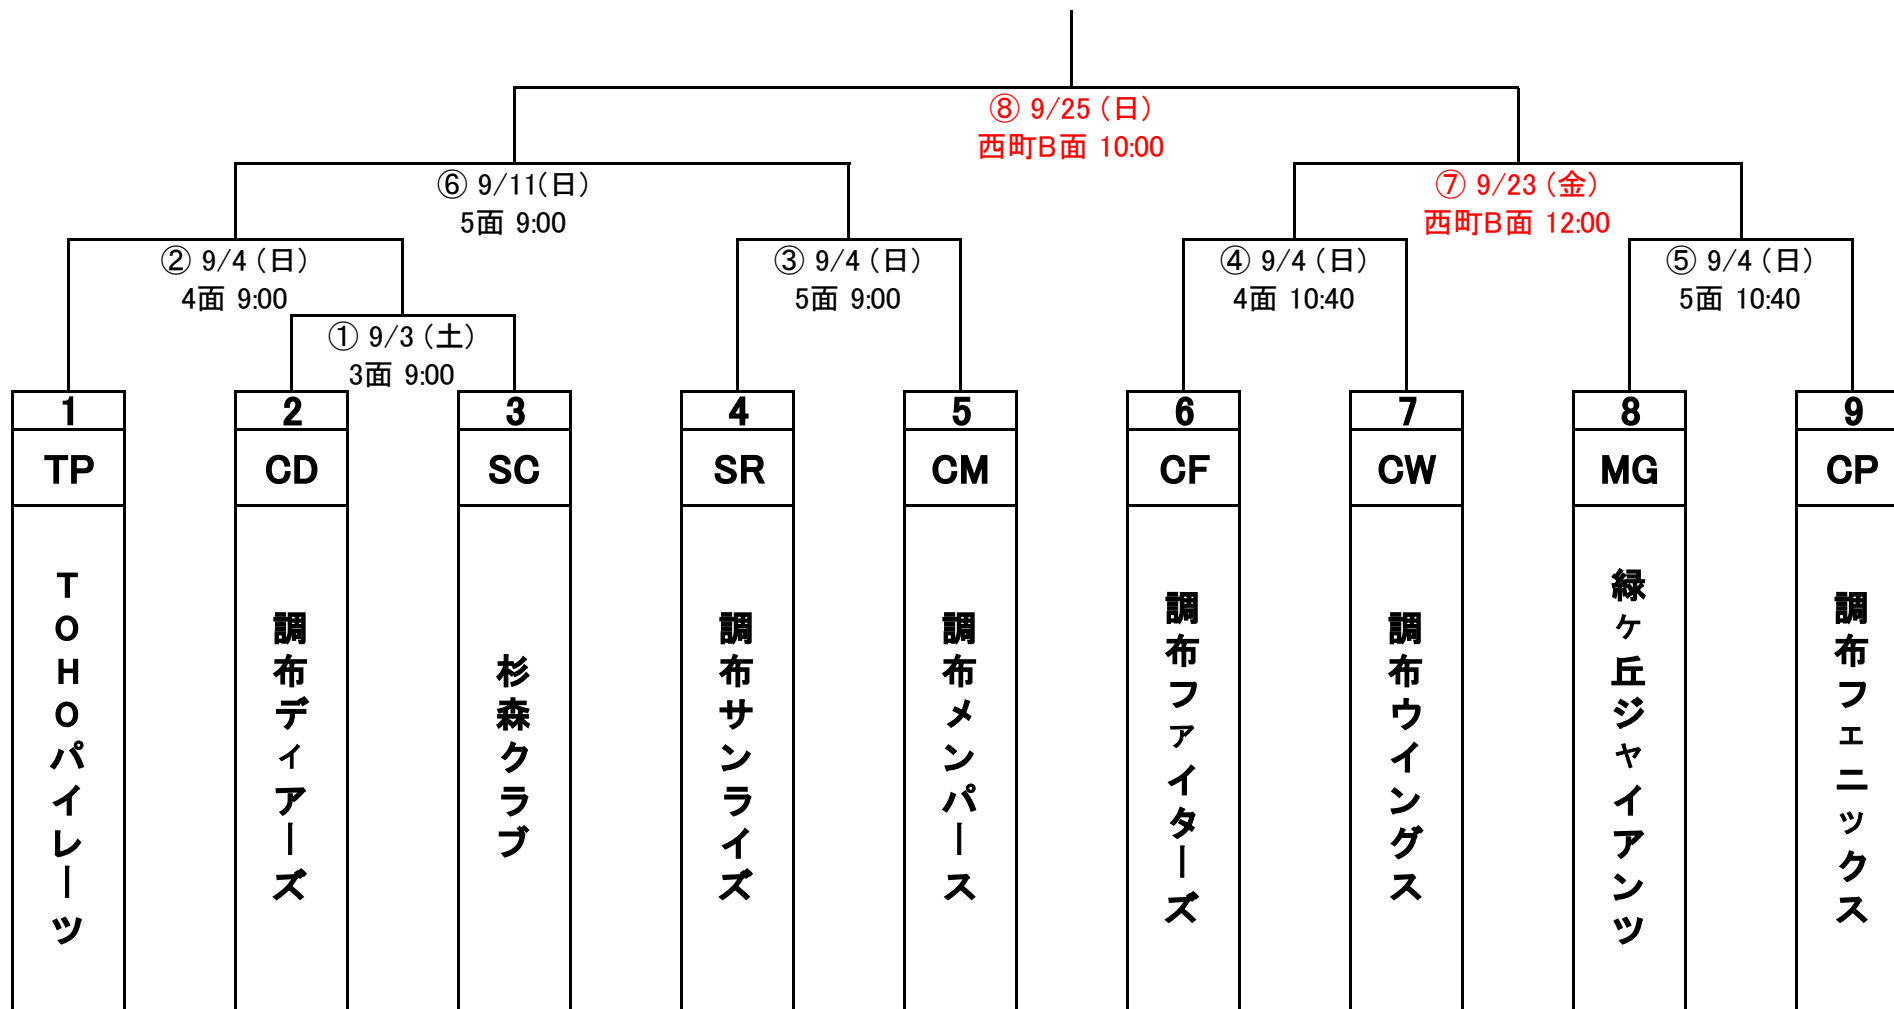 ⑧ 9/25（日）
西町B面 10:00
⑥ 9/11(日)
5面 9:00
⑦ 9/23（金）
西町B面 12:00
② 9/4（日）
4面 9:00
③ 9/4（日）
5面 9:00
④ 9/4（日）
4面 10:40
⑤ 9/4（日）
5面 10:40
① 9/3（土）
3面 9:00
1 2 3 4 5 6 7 8 9
TP CD SC SR CM CF CW MG CP
TOHOパイレーツ
調布ディアーズ
杉森クラブ
調布サンライズ
調布メンパース
調布ファイターズ
調布ウイングス
緑ヶ丘ジャイアンツ
調布フェニックス